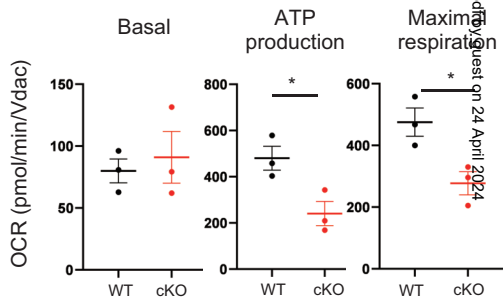 Basal
ATP
production
Maximal
respiration
OCR (pmol/min/Vdac)
150
100
50
0
WT cKO
800
600
400
200
0
*
WT cKO
600
400
200
0
*
WT cKO
by guest on 24 April 2024